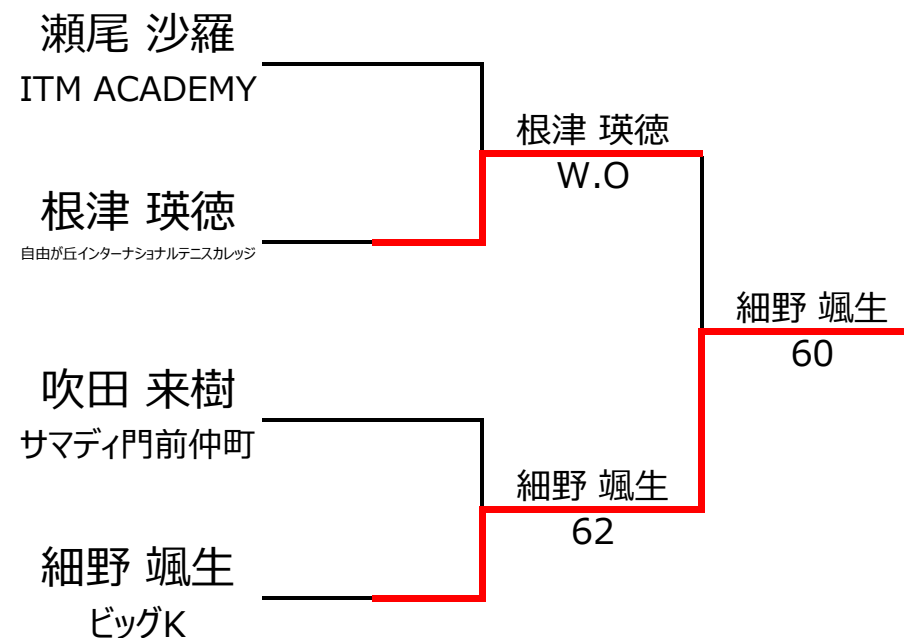 瀬尾 沙羅
ITM ACADEMY
根津 瑛徳
W.O
根津 瑛徳
自由が丘インターナショナルテニスカレッジ
細野 颯生
60
吹田 来樹
サマディ門前仲町
細野 颯生
62
細野 颯生
ビッグK